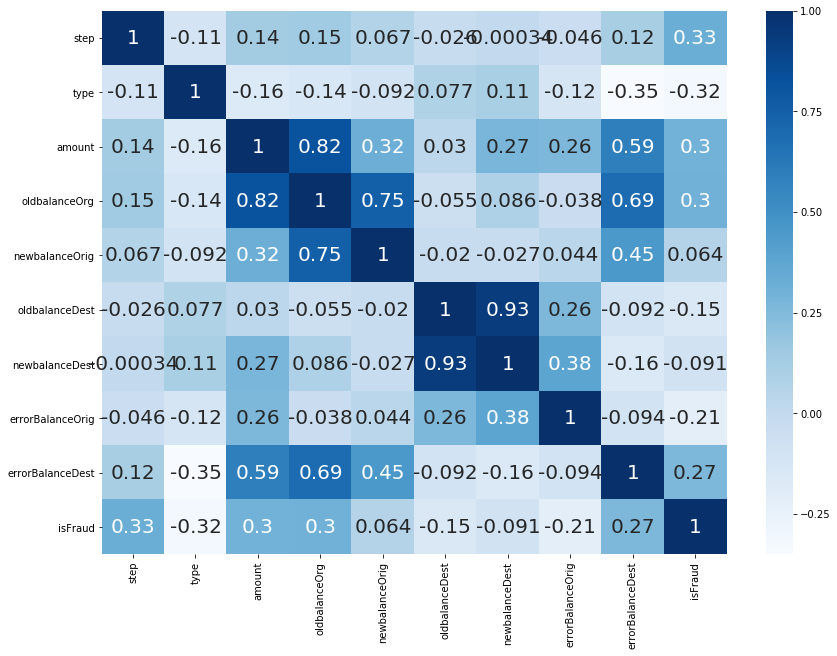 step 1 -0.11 0.14 0.15 0.067 -0.026 -0.00034 -0.046 0.12 0.33
type -0.11 1 -0.16 -0.14 -0.092 0.077 0.11 -0.12 -0.35 -0.32
amount 0.14 -0.16 1 0.82 0.32 0.03 0.27 0.26 0.59 0.3
oldbalanceOrg 0.15 -0.14 0.82 1 0.75 -0.055 0.086 -0.038 0.69 0.3
newbalanceOrig 0.067 -0.092 0.32 0.75 1 -0.02 -0.027 0.044 0.45 0.064
oldbalanceDest -0.026 0.077 0.03 -0.055 -0.02 1 0.93 0.26 -0.092 -0.15
newbalanceDest -0.00034 0.11 0.27 0.086 -0.027 0.93 1 0.38 -0.16 -0.091
errorBalanceOrig -0.046 -0.12 0.26 -0.038 0.044 0.26 0.38 1 -0.094 -0.21
errorBalanceDest 0.12 -0.35 0.59 0.69 0.45 -0.092 -0.16 -0.094 1 0.27
isFraud 0.33 -0.32 0.3 0.3 0.064 -0.15 -0.091 -0.21 0.27 1
step
type
amount
oldbalanceOrg
newbalanceOrig
oldbalanceDest
newbalanceDest
errorBalanceOrig
errorBalanceDest
isFraud
1.00
0.75
0.50
0.25
0.00
-0.25